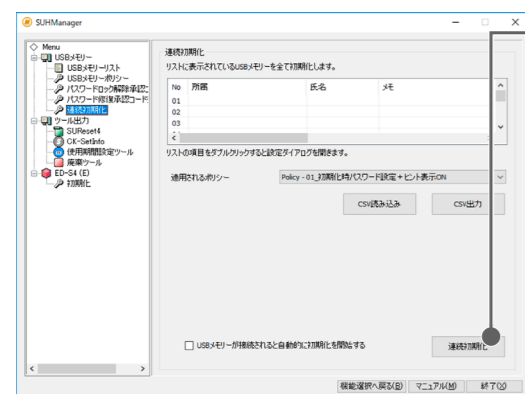 SUHManager
Menu
USBメモリー
USBメモリーリスト
USBメモリーポリシー
パスワードロック解除承認:
パスワード修復承認コード
連続初期化
ツール出力
SUReset4
CK-SetInfo
使用期間設定ツール
廃棄ツール
ED-S4 (E)
初期化
連続初期化
リストに表示されているUSBメモリーを全て初期化します。
No 所属 氏名 メモ
01
02
03
リストの項目をダブルクリックすると設定ダイアログを開きます。
適用されるポリシー Policy - 01_初期化時パスワード設定+ヒント表示ON
CSV読み込み CSV出力
USBメモリーが接続されると自動的に初期化を開始する 連続初期化
機能選択へ戻る(B) マニュアル(M) 終了(X)